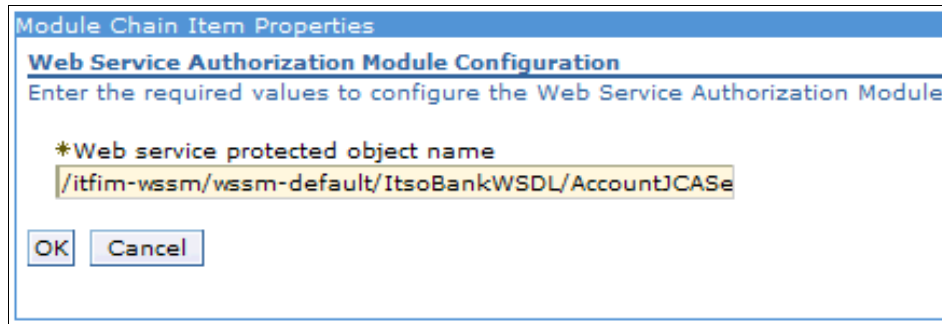 Module Chain Item Properties
Web Service Authorization Module Configuration
Enter the required values to configure the Web Service Authorization Module
*Web service protected object name
/itfim-wssm/wssm-default/ItsoBankWSDL/AccountJCASe
OK Cancel